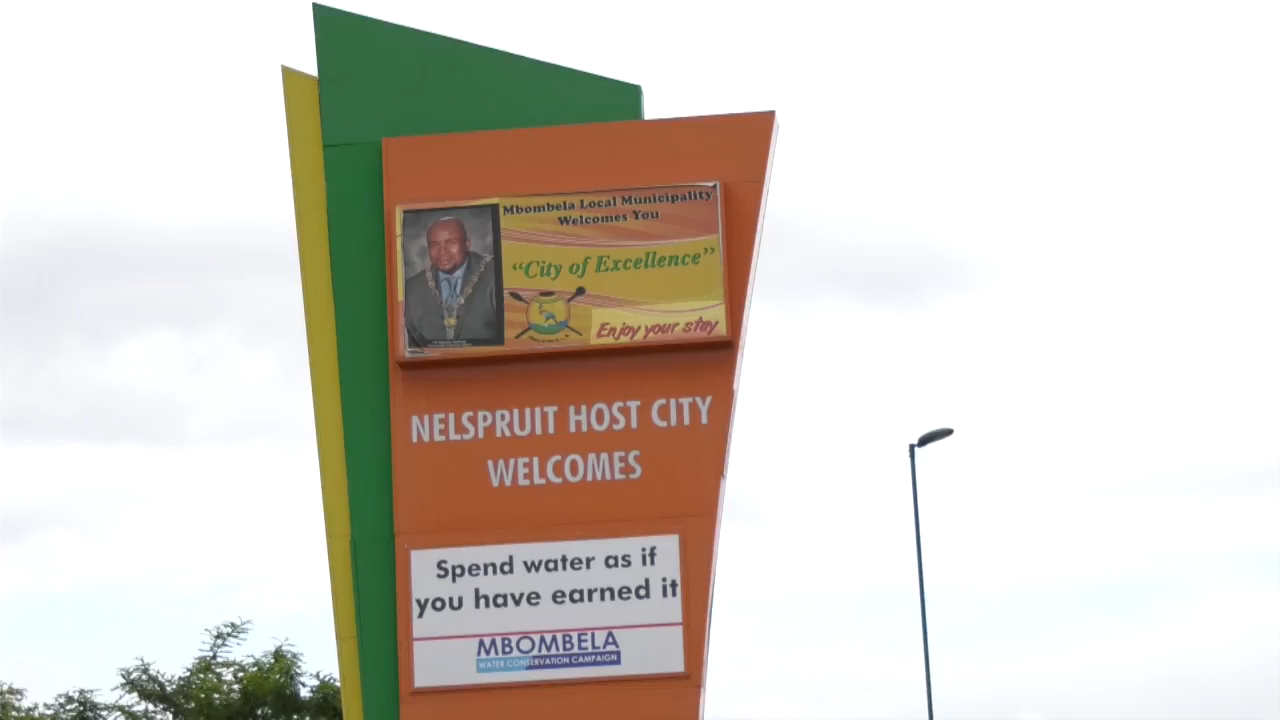 Mbombela Local Municipality
Welcomes You
“City of Excellence”
Enjoy your stay
NELSPRUIT HOST CITY
WELCOMES
Spend water as if
you have earned it
MBOMBELA
WATER CONSERVATION CAMPAIGN